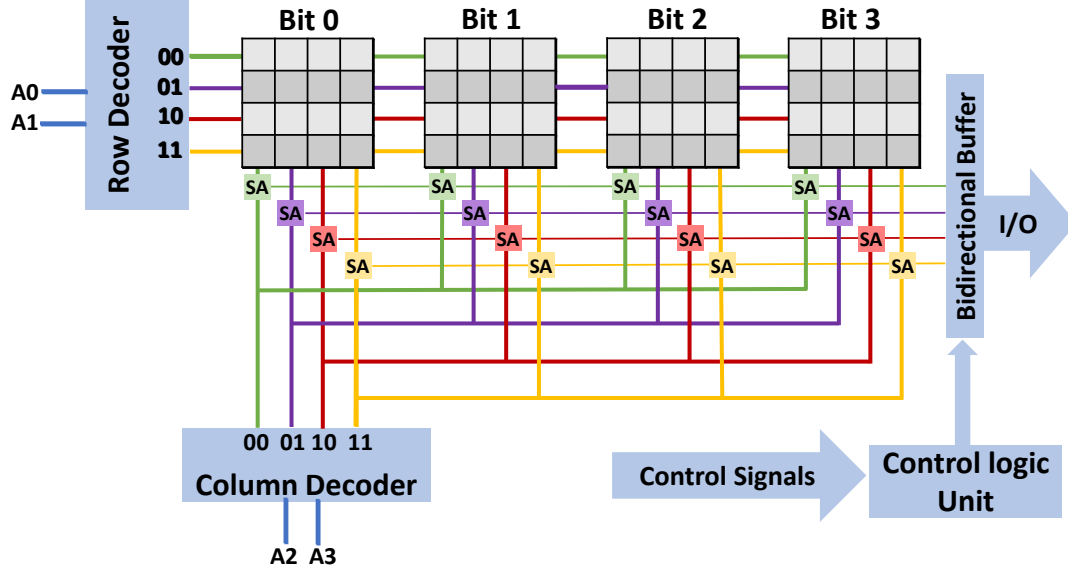 Bit 0 Bit 1 Bit 2 Bit 3
Row Decoder
00
01
10
11
A0
A1
SA SA SA SA
SA SA SA SA
SA SA SA SA
SA SA SA SA
Bidirectional Buffer
I/O
00 01 10 11
Column Decoder
A2 A3
Control Signals
Control logic
Unit